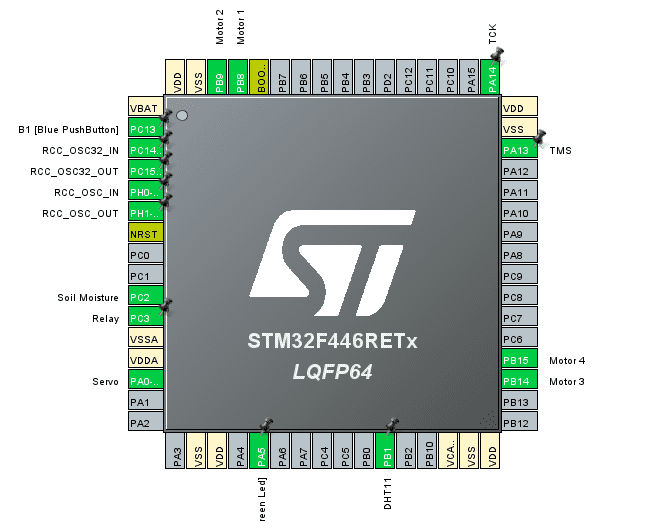 Motor 2
Motor 1
TCK
VDD
VSS
PB9
PB8
BOO..
PB7
PB6
PB5
PB4
PB3
PD2
PC12
PC11
PC10
PA15
PA14
VBAT
B1 [Blue PushButton] PC13
RCC_OSC32_IN PC14..
RCC_OSC32_OUT PC15..
RCC_OSC_IN PH0-..
RCC_OSC_OUT PH1-..
NRST
PC0
PC1
Soil Moisture PC2
Relay PC3
VSSA
VDDA
Servo PA0-..
PA1
PA2
VDD
VSS
PA13 TMS
PA12
PA11
PA10
PA9
PA8
PC9
PC8
PC7
PC6
PB15 Motor 4
PB14 Motor 3
PB13
PB12
ST
STM32F446RETx
LQFP64
PA3
VSS
VDD
PA4
PA5
PA6
PA7
PC4
PC5
PB0
PB1
PB2
PB10
VCA..
VSS
VDD
reen Led]
DHT11